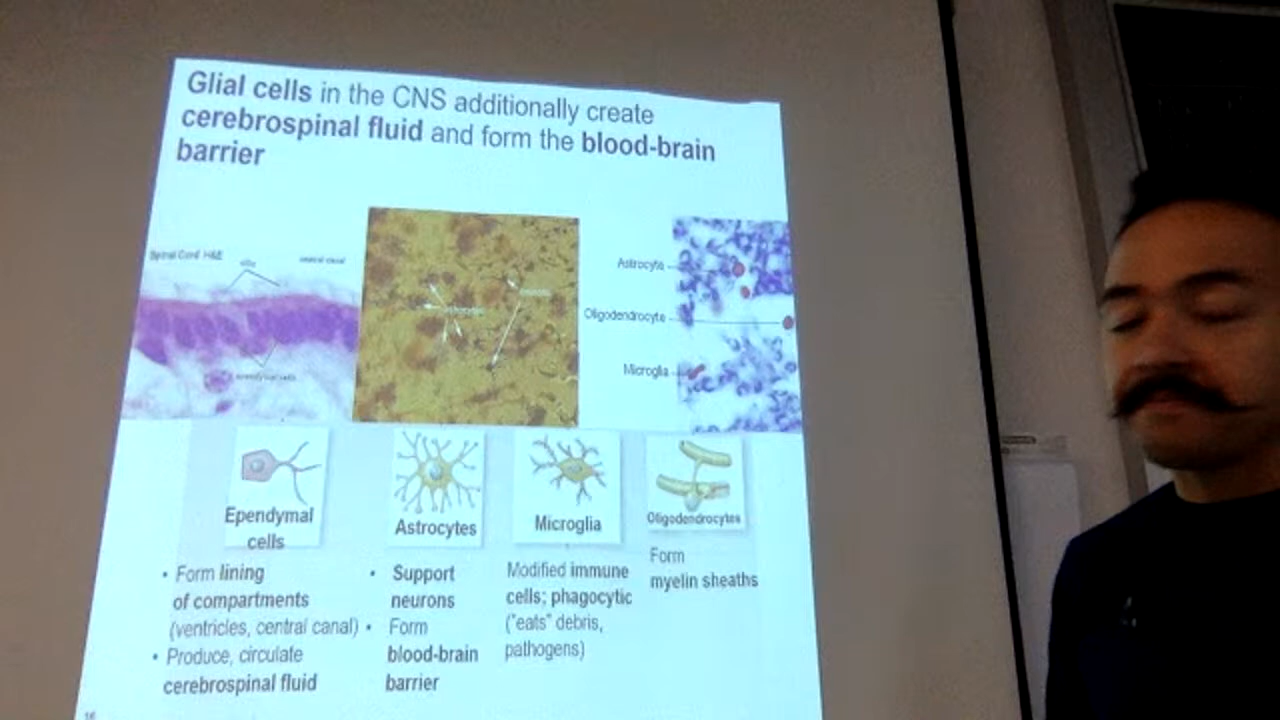 Glial cells in the CNS additionally create
cerebrospinal fluid and form the blood-brain
barrier
Spinal Cord H&E
central canal
Astrocyte
Oligodendrocyte
Microglia
Ependymal
cells
Astrocytes
Microglia
Oligodendrocytes
• Form lining
of compartments
(ventricles, central canal)
• Produce, circulate
cerebrospinal fluid
• Support
neurons
• Form
blood-brain
barrier
Modified immune
cells; phagocytic
("eats" debris,
pathogens)
Form
myelin sheaths
16